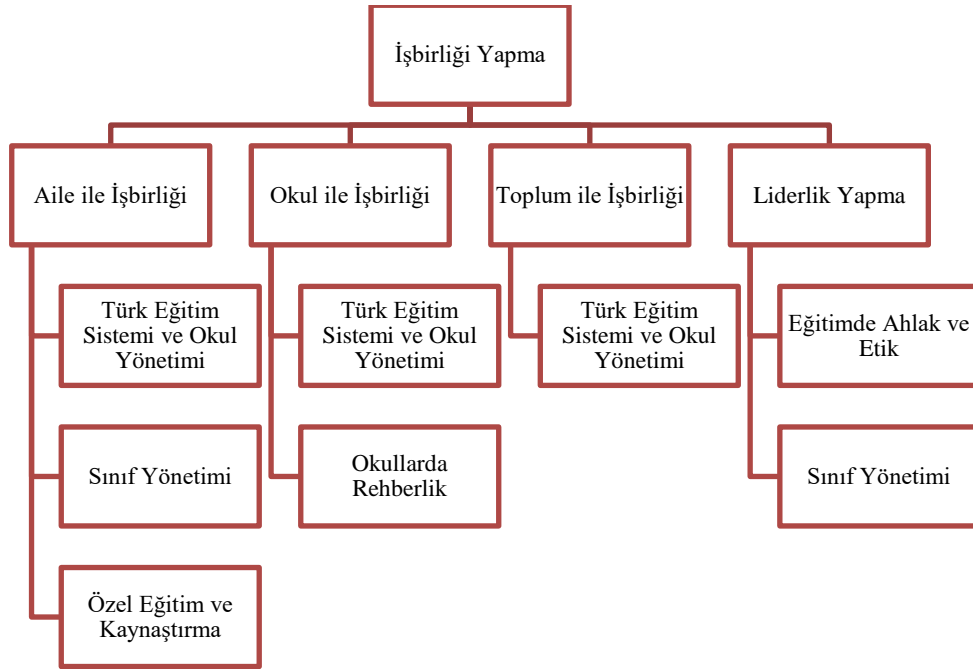 İşbirliği Yapma
Aile ile İşbirliği
Okul ile İşbirliği
Toplum ile İşbirliği
Liderlik Yapma
Türk Eğitim
Sistemi ve Okul
Yönetimi
Türk Eğitim
Sistemi ve Okul
Yönetimi
Türk Eğitim
Sistemi ve Okul
Yönetimi
Eğitimde Ahlak ve
Etik
Sınıf Yönetimi
Okullarda
Rehberlik
Sınıf Yönetimi
Özel Eğitim ve
Kaynaştırma